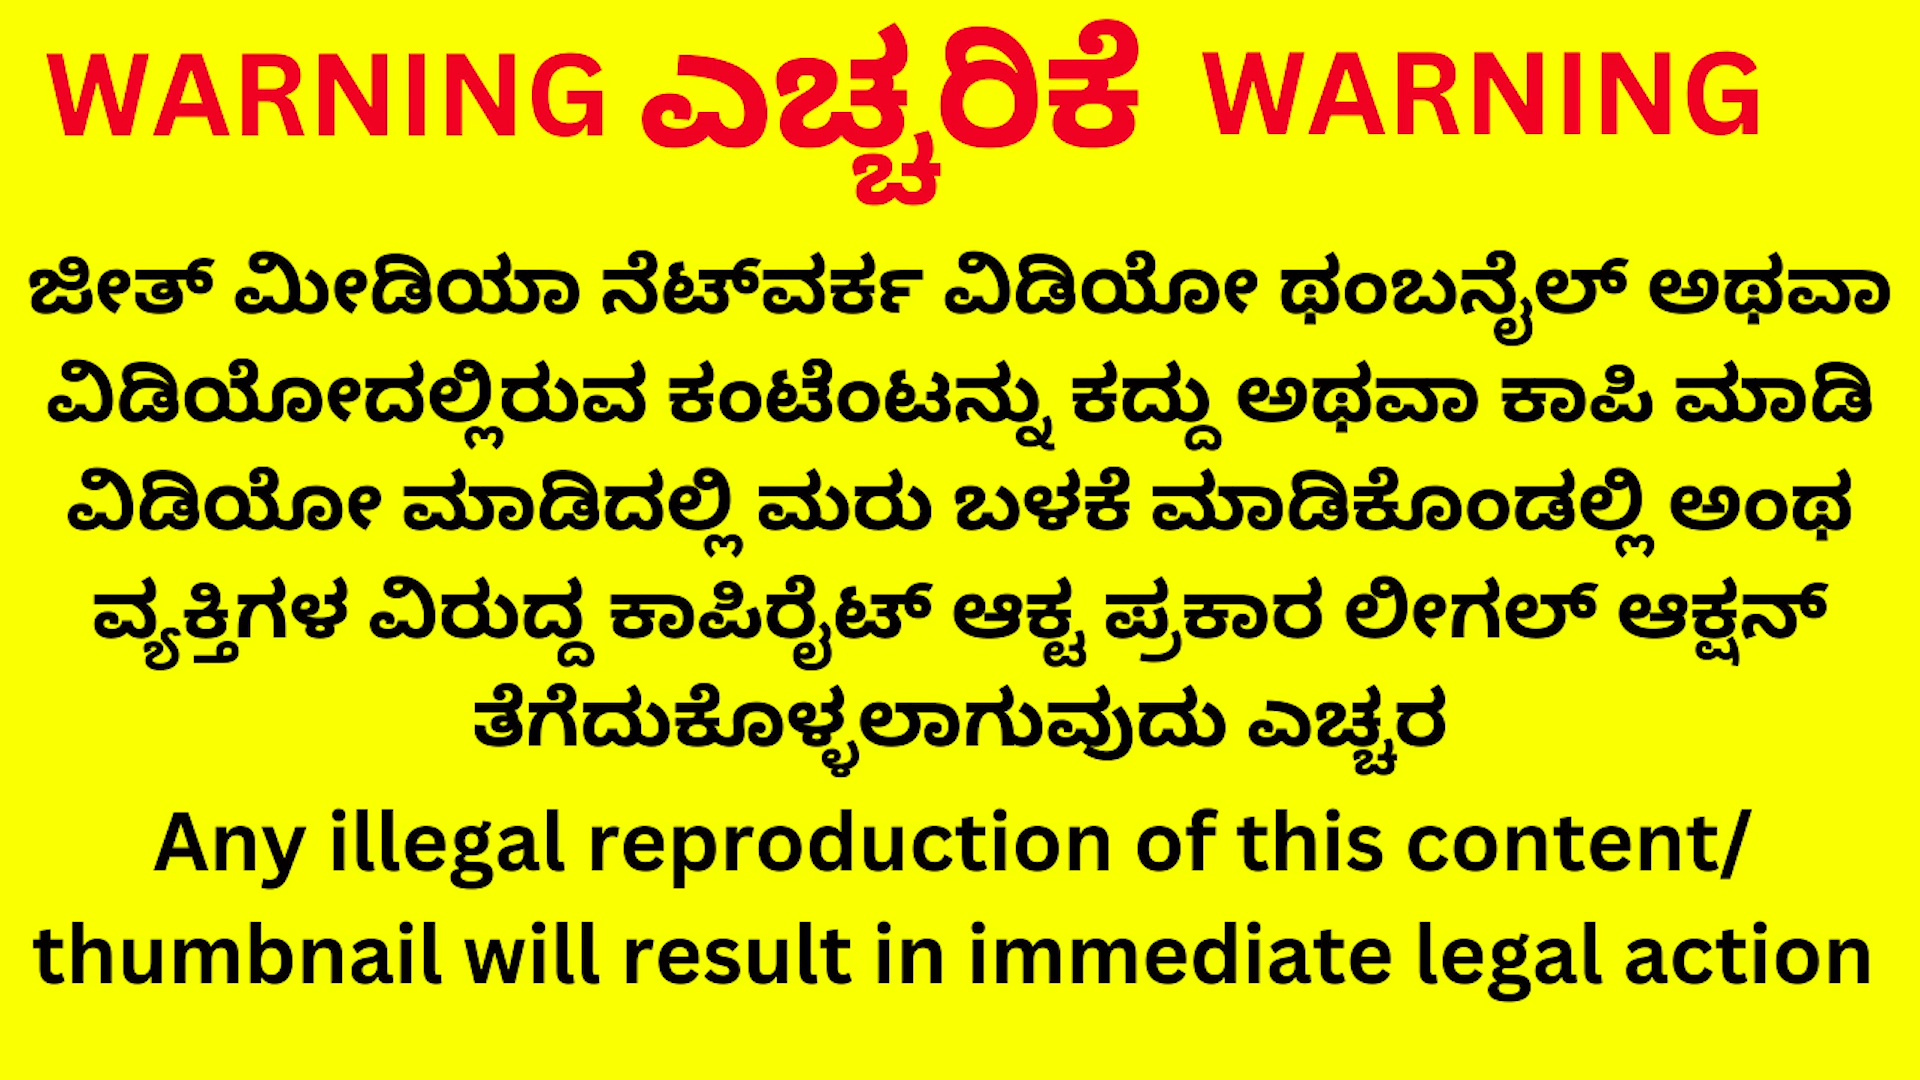 WARNING ಎಚ್ಚರಿಕೆ WARNING
ಜೀತ್ ಮೀಡಿಯಾ ನೆಟ್‌ವರ್ಕ ವಿಡಿಯೋ ಥಂಬನೈಲ್ ಅಥವಾ
ವಿಡಿಯೋದಲ್ಲಿರುವ ಕಂಟೆಂಟನ್ನು ಕದ್ದು ಅಥವಾ ಕಾಪಿ ಮಾಡಿ
ವಿಡಿಯೋ ಮಾಡಿದಲ್ಲಿ ಮರು ಬಳಕೆ ಮಾಡಿಕೊಂಡಲ್ಲಿ ಅಂಥ
ವ್ಯಕ್ತಿಗಳ ವಿರುದ್ದ ಕಾಪಿರೈಟ್ ಆಕ್ಟ ಪ್ರಕಾರ ಲೀಗಲ್ ಆಕ್ಷನ್
ತೆಗೆದುಕೊಳ್ಳಲಾಗುವುದು ಎಚ್ಚರ
Any illegal reproduction of this content/
thumbnail will result in immediate legal action